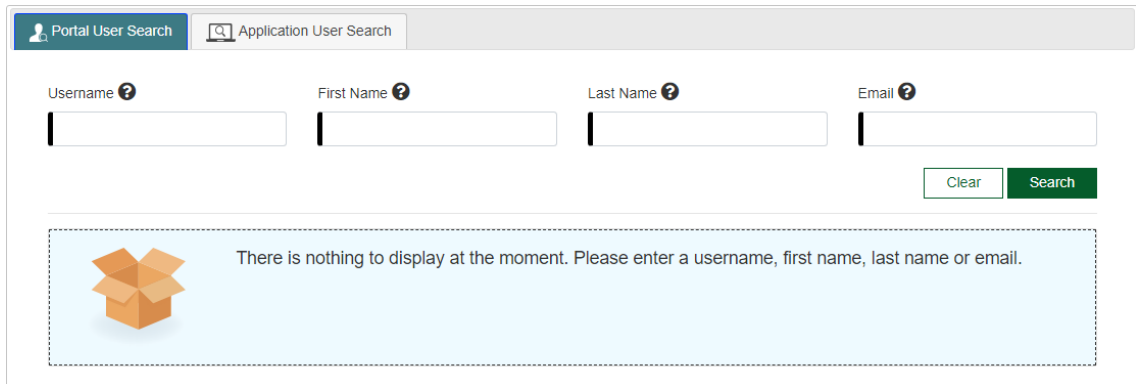 Portal User Search
Application User Search
Username ?
First Name ?
Last Name ?
Email ?
Clear
Search
There is nothing to display at the moment. Please enter a username, first name, last name or email.